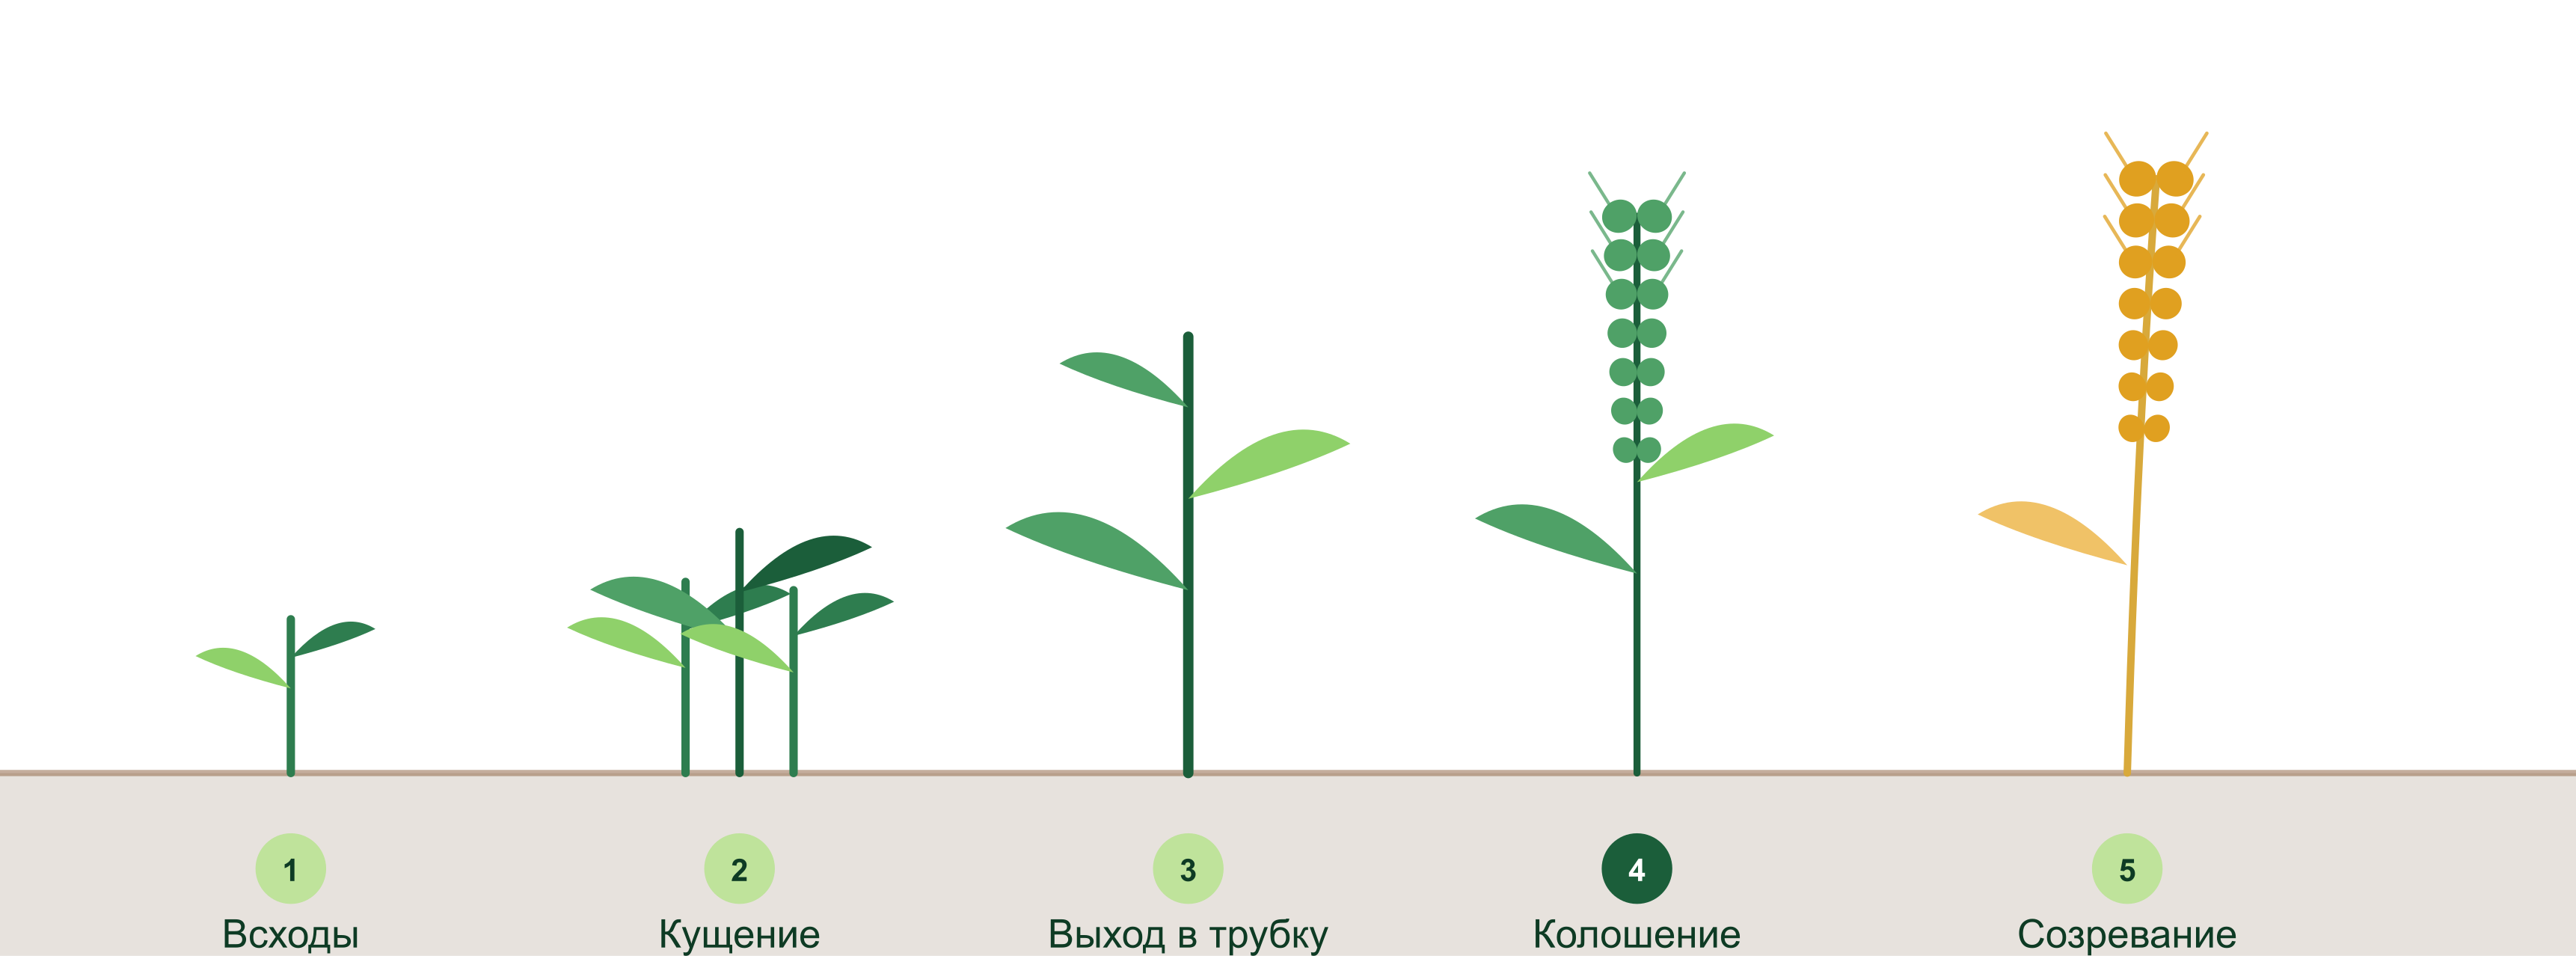 1
2
3
4
5
Всходы
Кущение
Выход в трубку
Колошение
Созревание